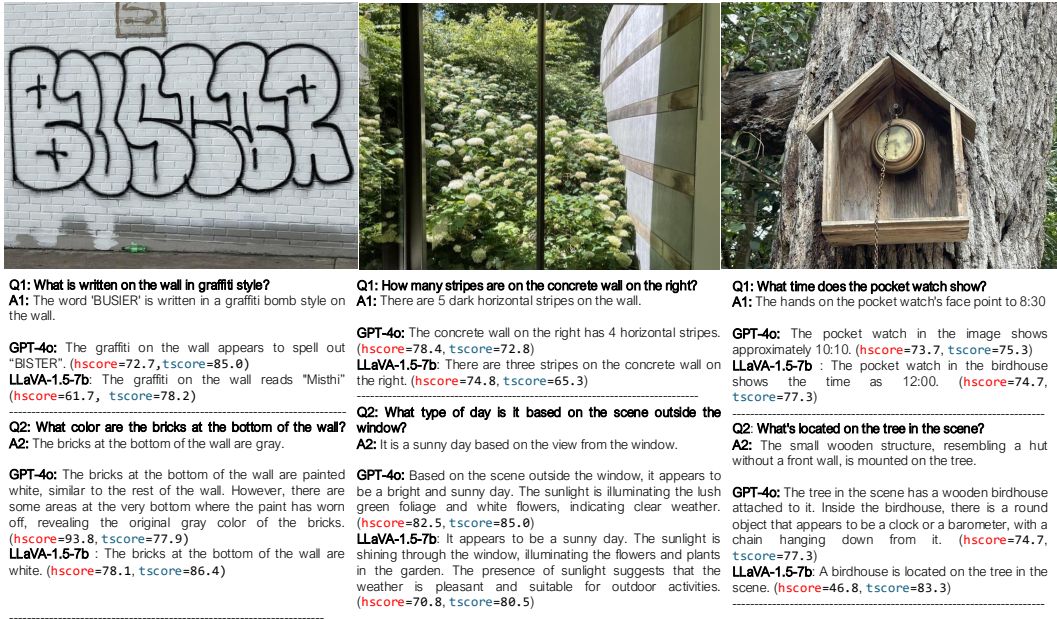 Q1: What is written on the wall in graffiti style?
A1: The word 'BUSIER' is written in a graffiti bomb style on
the wall.
GPT-4o: The graffiti on the wall appears to spell out
“BISTER”. (hscore=72.7,tscore=85.0)
LLaVA-1.5-7b: The graffiti on the wall reads "Misthi"
(hscore=61.7, tscore=78.2)
Q2: What color are the bricks at the bottom of the wall?
A2: The bricks at the bottom of the wall are gray.
GPT-4o: The bricks at the bottom of the wall are painted
white, similar to the rest of the wall. However, there are
some areas at the very bottom where the paint has worn
off, revealing the original gray color of the bricks.
(hscore=93.8, tscore=77.9)
LLaVA-1.5-7b : The bricks at the bottom of the wall are
white. (hscore=78.1, tscore=86.4)
Q1: How many stripes are on the concrete wall on the right?
A1: There are 5 dark horizontal stripes on the wall.
GPT-4o: The concrete wall on the right has 4 horizontal stripes.
(hscore=78.4, tscore=72.8)
LLaVA-1.5-7b: There are three stripes on the concrete wall on
the right. (hscore=74.8, tscore=65.3)
Q2: What type of day is it based on the scene outside the
window?
A2: It is a sunny day based on the view from the window.
GPT-4o: Based on the scene outside the window, it appears to
be a bright and sunny day. The sunlight is illuminating the lush
green foliage and white flowers, indicating clear weather.
(hscore=82.5, tscore=85.0)
LLaVA-1.5-7b: It appears to be a sunny day. The sunlight is
shining through the window, illuminating the flowers and plants
in the garden. The presence of sunlight suggests that the
weather is pleasant and suitable for outdoor activities.
(hscore=70.8, tscore=80.5)
Q1: What time does the pocket watch show?
A1: The hands on the pocket watch's face point to 8:30
GPT-4o: The pocket watch in the image shows
approximately 10:10. (hscore=73.7, tscore=75.3)
LLaVA-1.5-7b : The pocket watch in the birdhouse
shows the time as 12:00. (hscore=74.7,
tscore=77.3)
Q2: What's located on the tree in the scene?
A2: The small wooden structure, resembling a hut
without a front wall, is mounted on the tree.
GPT-4o: The tree in the scene has a wooden birdhouse
attached to it. Inside the birdhouse, there is a round
object that appears to be a clock or a barometer, with a
chain hanging down from it. (hscore=74.7,
tscore=77.3)
LLaVA-1.5-7b: A birdhouse is located on the tree in the
scene. (hscore=46.8, tscore=83.3)